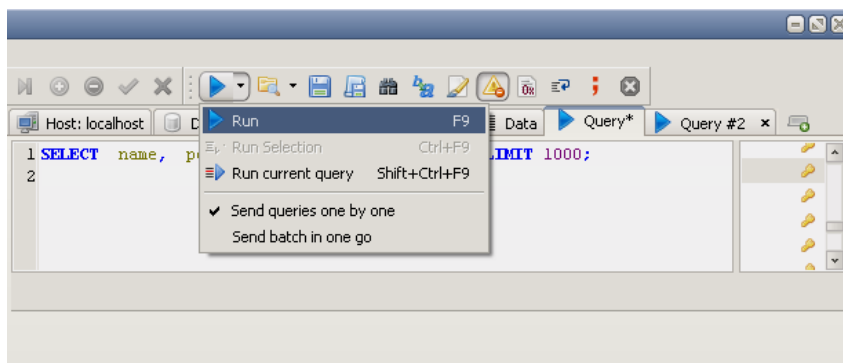 Host: localhost D Data Query* Query #2
Run F9
Run Selection Ctrl+F9
Run current query Shift+Ctrl+F9
Send queries one by one
Send batch in one go
1 SELECT name, LIMIT 1000;
2